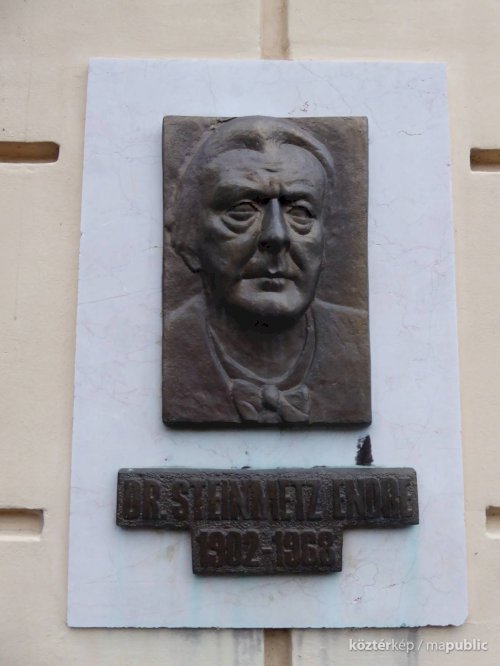 DR. STEINMETZ ENDRE
1902-1968
köztérkép / mapublic